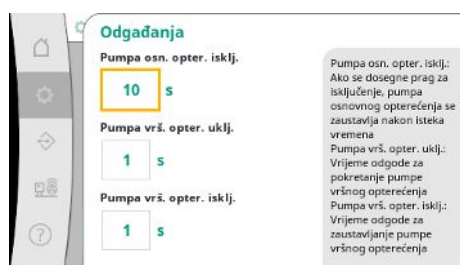 Odgađanja
Pumpa osn. opter. isklj.
10 s
Pumpa vrš. opter. uklj.
1 s
Pumpa vrš. opter. isklj.
1 s
Pumpa osn. opter. isklj.:
Ako se dosegne prag za
isključenje, pumpa
osnovnog opterećenja se
zaustavlja nakon isteka
vremena
Pumpa vrš. opter. uklj.:
Vrijeme odgode za
pokretanje pumpe
vršnog opterećenja
Pumpa vrš. opter. isklj.:
Vrijeme odgode za
zaustavljanje pumpe
vršnog opterećenja